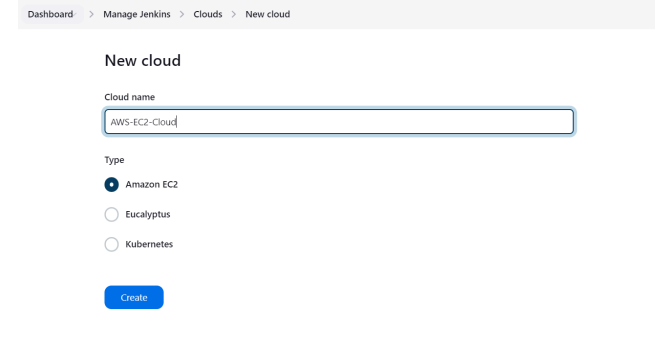 Dashboard > Manage Jenkins > Clouds > New cloud
New cloud
Cloud name
AWS-EC2-Cloud
Type
Amazon EC2
Eucalyptus
Kubernetes
Create